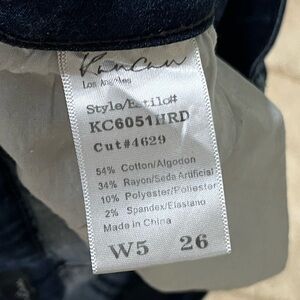 KanCan
Los Angeles
Style/Estilo#
KC6051HRD
Cut#4629
54% Cotton/Algodon
34% Rayon/Seda Artificial
10% Polyester/Poliester
2% Spandex/Elastano
Made in China
W5 26